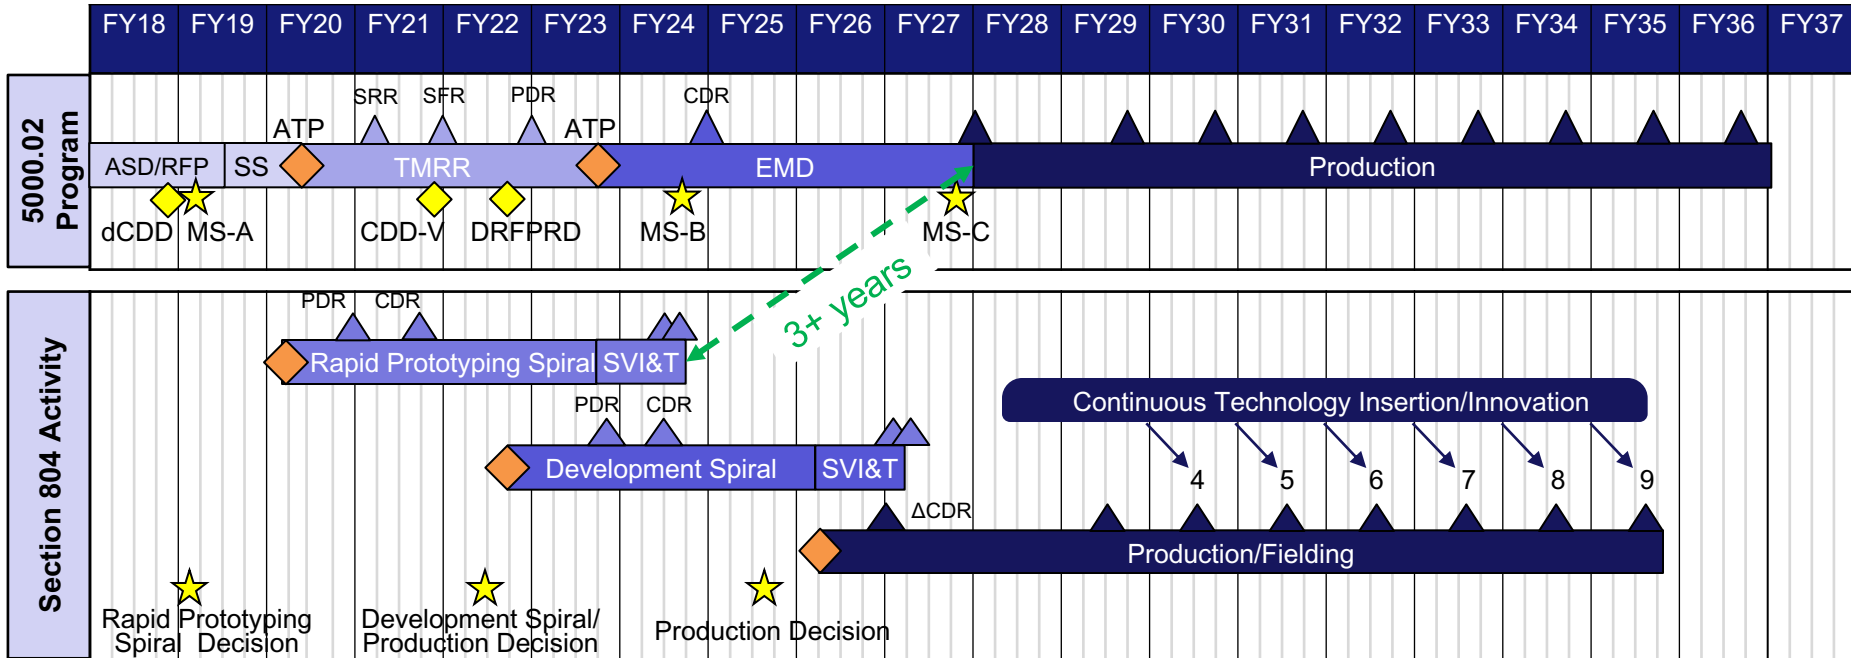 FY18 FY19 FY20 FY21 FY22 FY23 FY24 FY25 FY26 FY27 FY28 FY29 FY30 FY31 FY32 FY33 FY34 FY35 FY36 FY37
5000.02
Program
SRR SFR PDR CDR
ATP ATP
ASD/RFP SS TMRR EMD Production
dCDD MS-A CDD-V DRFPRD MS-B MS-C
3+ years
Section 804 Activity
PDR CDR
Rapid Prototyping Spiral SVI&T
PDR CDR
Continuous Technology Insertion/Innovation
Development Spiral SVI&T
4 5 6 7 8 9
ΔCDR
Production/Fielding
Rapid Prototyping
Spiral Decision
Development Spiral/
Production Decision
Production Decision